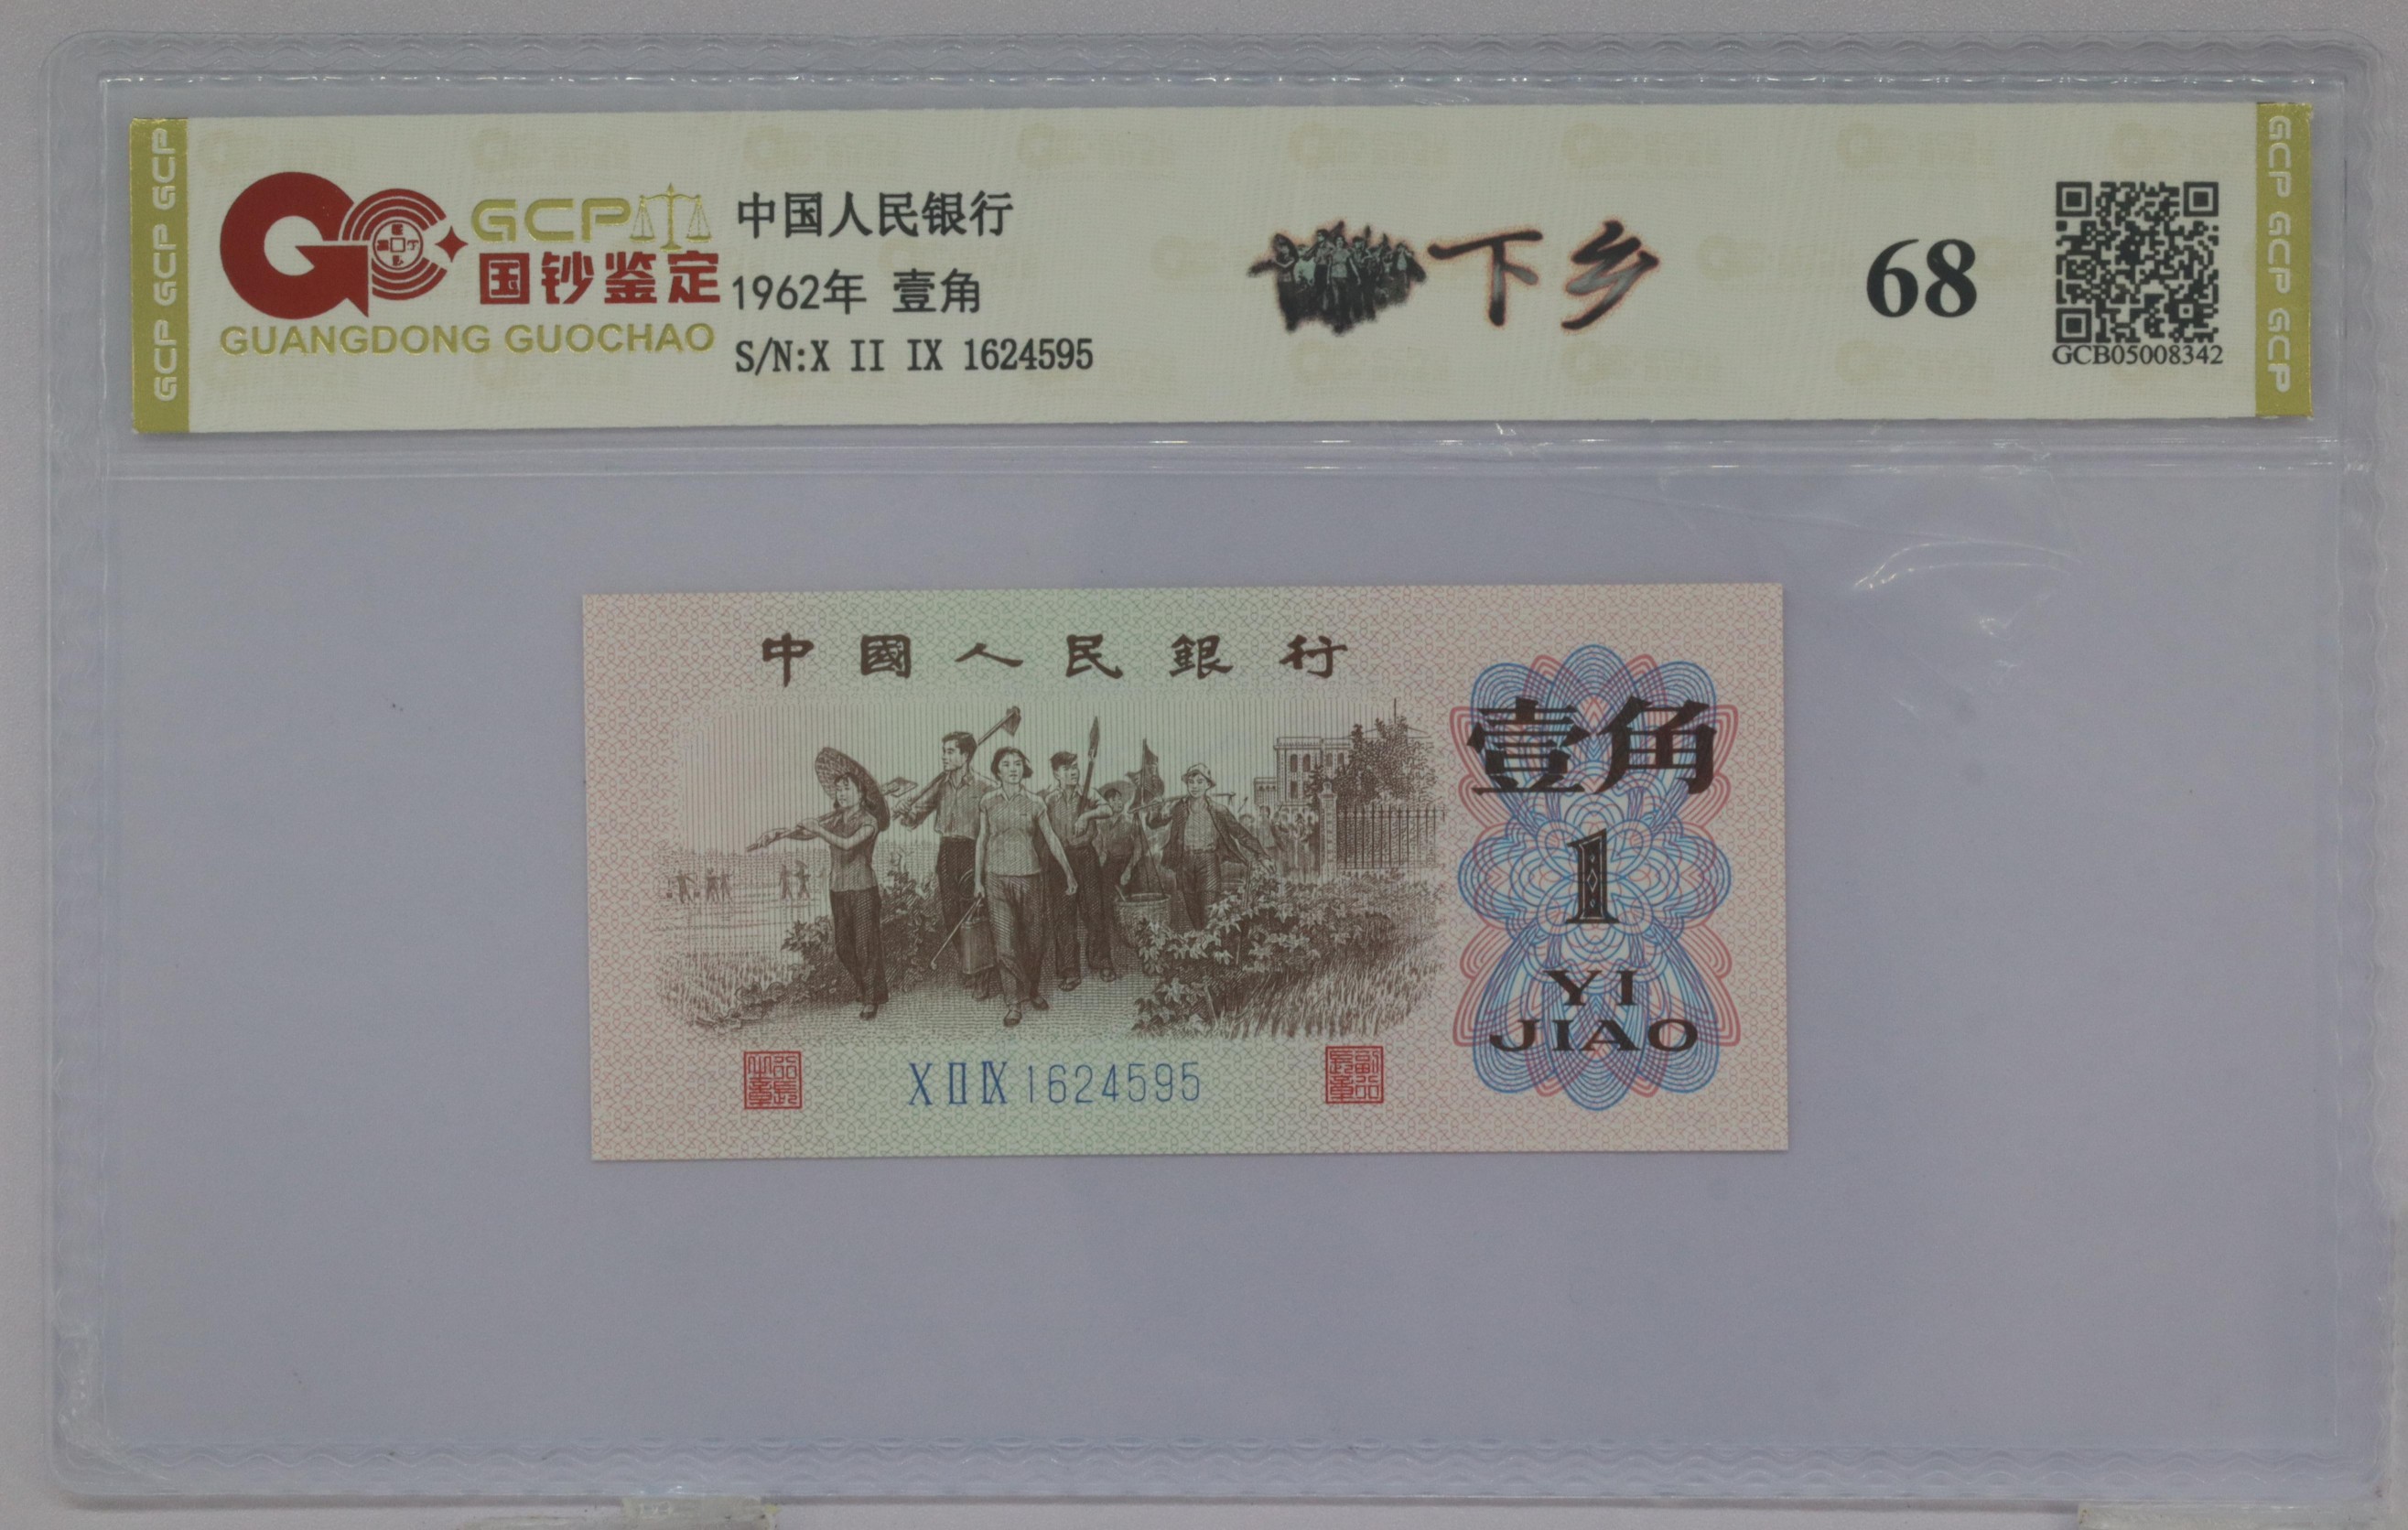 GCP GCP GCP
GCP
国钞鉴定
GUANGDONG GUOCHAO
中国人民银行
1962年 壹角
S/N:X II IX 1624595
下乡
68
GCB05008342
GCP GCP GCP
中國人民銀行
壹角
1
YI
JIAO
X II IX 1624595